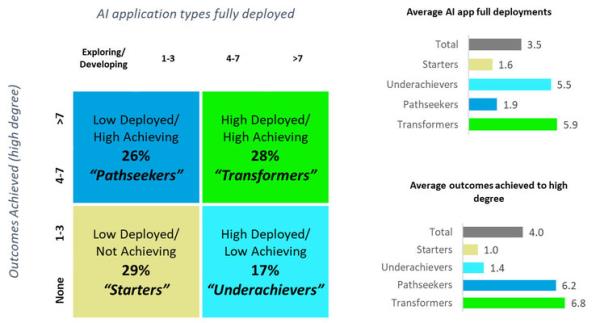 AI application types fully deployed
Exploring/
Developing
1-3
4-7
>7
Outcomes Achieved (high degree)
>7
4-7
1-3
None
Low Deployed/
High Achieving
26%
“Pathseekers”
High Deployed/
High Achieving
28%
“Transformers”
Low Deployed/
Not Achieving
29%
“Starters”
High Deployed/
Low Achieving
17%
“Underachievers”
Average AI app full deployments
Total 3.5
Starters 1.6
Underachievers 5.5
Pathseekers 1.9
Transformers 5.9
Average outcomes achieved to high
degree
Total 4.0
Starters 1.0
Underachievers 1.4
Pathseekers 6.2
Transformers 6.8